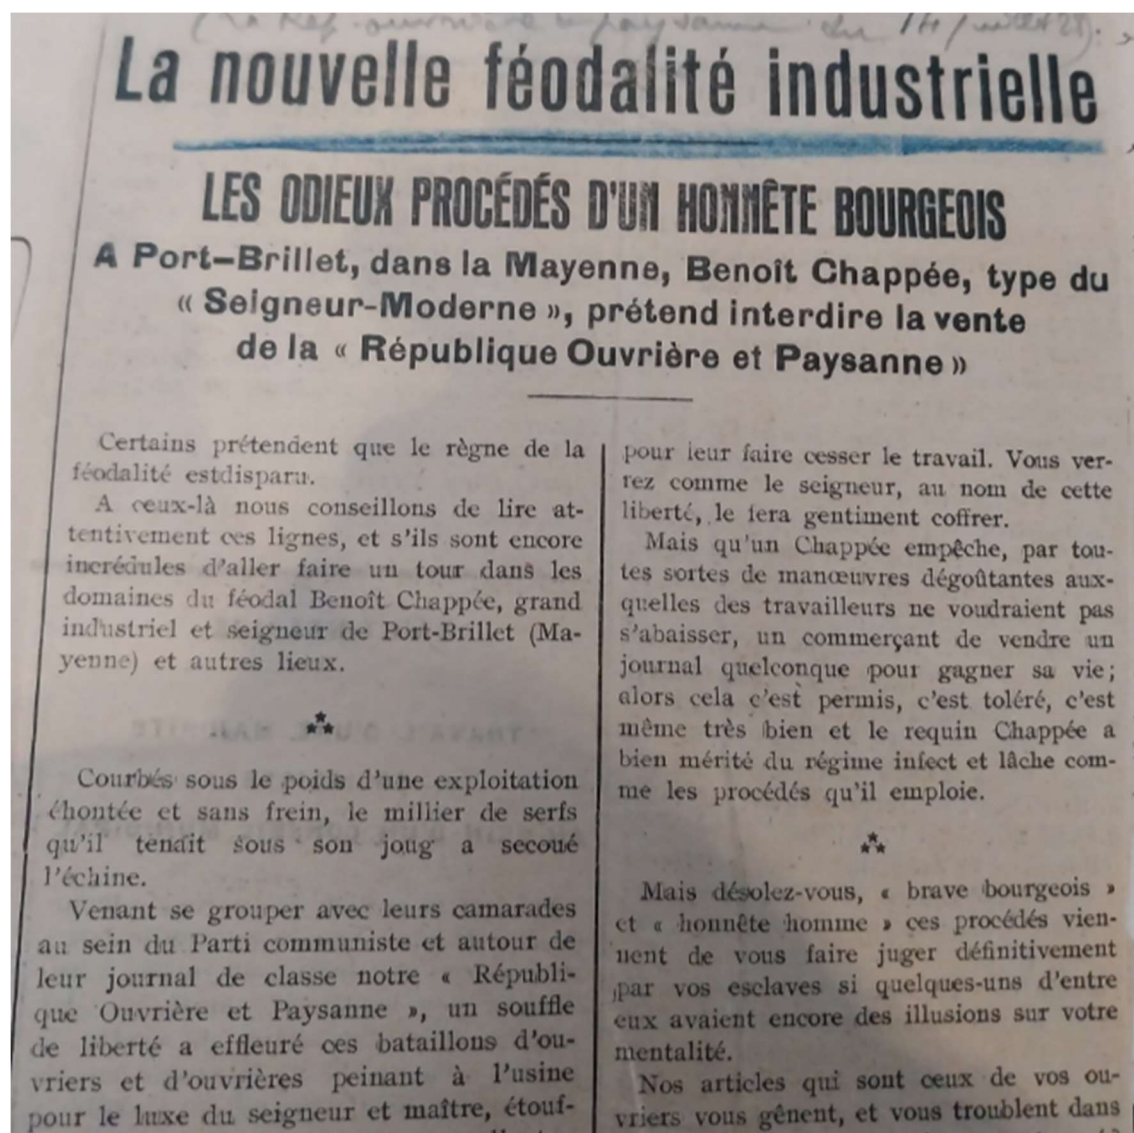 (La Rép. ouvrière et paysanne du 14 juillet 28).
La nouvelle féodalité industrielle
LES ODIEUX PROCÉDÉS D'UN HONNÊTE BOURGEOIS
A Port-Brillet, dans la Mayenne, Benoît Chappée, type du
« Seigneur-Moderne », prétend interdire la vente
de la « République Ouvrière et Paysanne »
Certains prétendent que le règne de la
féodalité estdisparu.
A ceux-là nous conseillons de lire at-
tentivement ces lignes, et s'ils sont encore
incrédules d'aller faire un tour dans les
domaines du féodal Benoît Chappée, grand
industriel et seigneur de Port-Brillet (Ma-
yenne) et autres lieux.
Courbés sous le poids d'une exploitation
éhontée et sans frein, le millier de serfs
qu'il tenait sous son joug a secoué
l'échine.
Venant se grouper avec leurs camarades
au sein du Parti communiste et autour de
leur journal de classe notre « Républi-
que Ouvrière et Paysanne », un souffle
de liberté a effleuré ces bataillons d'ou-
vriers et d'ouvrières peinant à l'usine
pour le luxe du seigneur et maître, étouf-
pour leur faire cesser le travail. Vous ver-
rez comme le seigneur, au nom de cette
liberté, le fera gentiment coffrer.
Mais qu'un Chappée empêche, par tou-
tes sortes de manœuvres dégoûtantes aux-
quelles des travailleurs ne voudraient pas
s'abaisser, un commerçant de vendre un
journal quelconque pour gagner sa vie;
alors cela c'est permis, c'est toléré, c'est
même très bien et le requin Chappée a
bien mérité du régime infect et lâche com-
me les procédés qu'il emploie.
Mais désolez-vous, « brave bourgeois »
et « honnête homme » ces procédés vien-
nent de vous faire juger définitivement
par vos esclaves si quelques-uns d'entre
eux avaient encore des illusions sur votre
mentalité.
Nos articles qui sont ceux de vos ou-
vriers vous gênent, et vous troublent dans